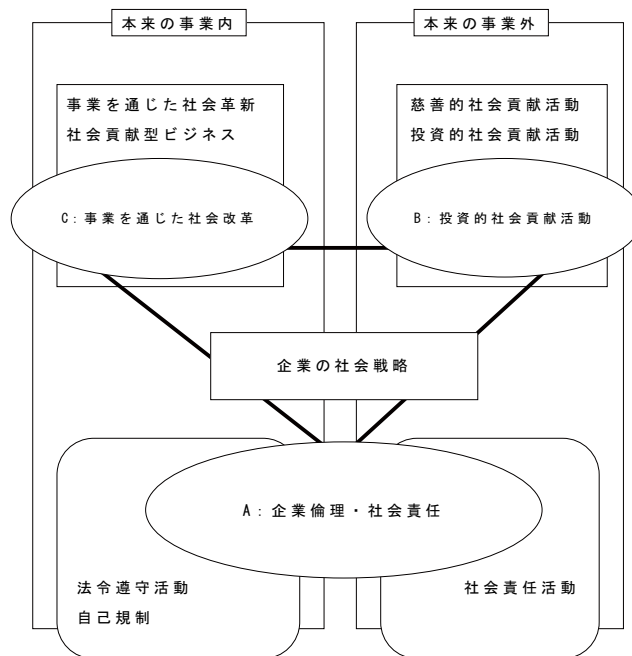 本来の事業内
本来の事業外
事業を通じた社会革新
社会貢献型ビジネス
慈善的社会貢献活動
投資的社会貢献活動
C：事業を通じた社会改革
B：投資的社会貢献活動
企業の社会戦略
A：企業倫理・社会責任
法令遵守活動
自己規制
社会責任活動